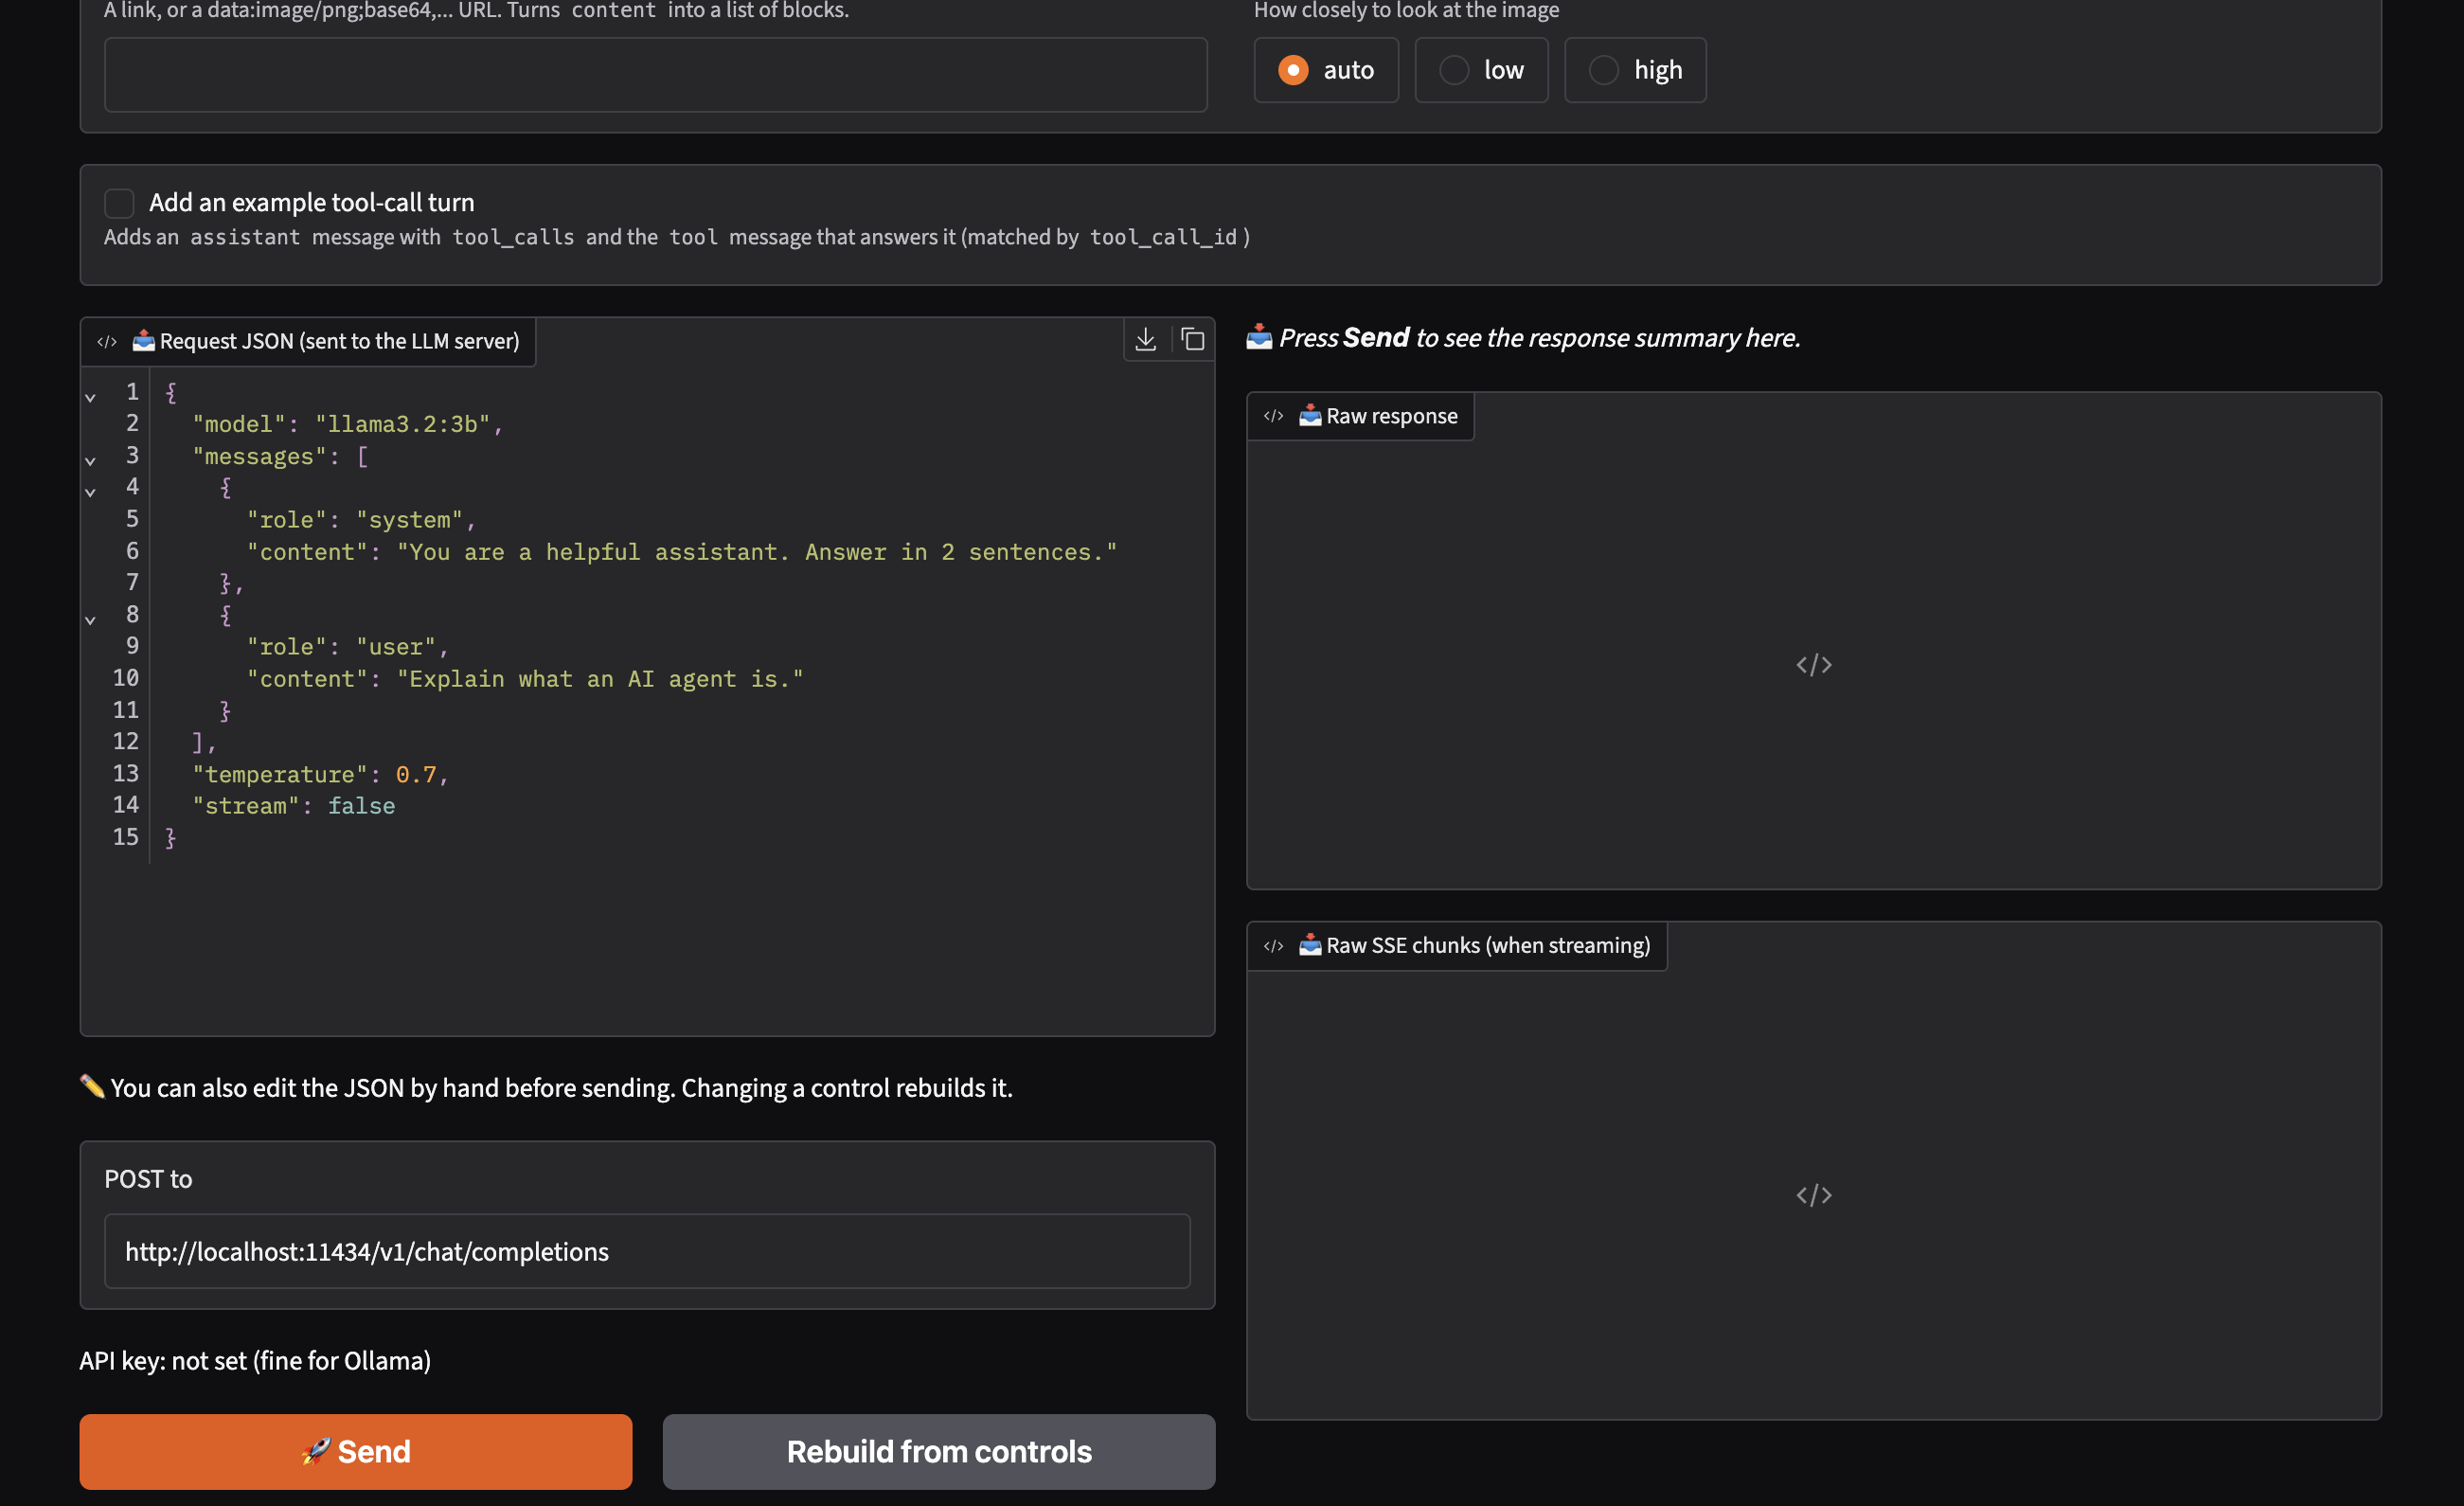 A link, or a data:image/png;base64,... URL. Turns content into a list of blocks.
How closely to look at the image
auto
low
high
Add an example tool-call turn
Adds an assistant message with tool_calls and the tool message that answers it (matched by tool_call_id)
Request JSON (sent to the LLM server)
1 {
2 "model": "llama3.2:3b",
3 "messages": [
4 {
5 "role": "system",
6 "content": "You are a helpful assistant. Answer in 2 sentences."
7 },
8 {
9 "role": "user",
10 "content": "Explain what an AI agent is."
11 }
12 ],
13 "temperature": 0.7,
14 "stream": false
15 }
📥 Press Send to see the response summary here.
</> 📥 Raw response
</>
</> 📥 Raw SSE chunks (when streaming)
</>
✏️ You can also edit the JSON by hand before sending. Changing a control rebuilds it.
POST to
http://localhost:11434/v1/chat/completions
API key: not set (fine for Ollama)
🚀 Send
Rebuild from controls